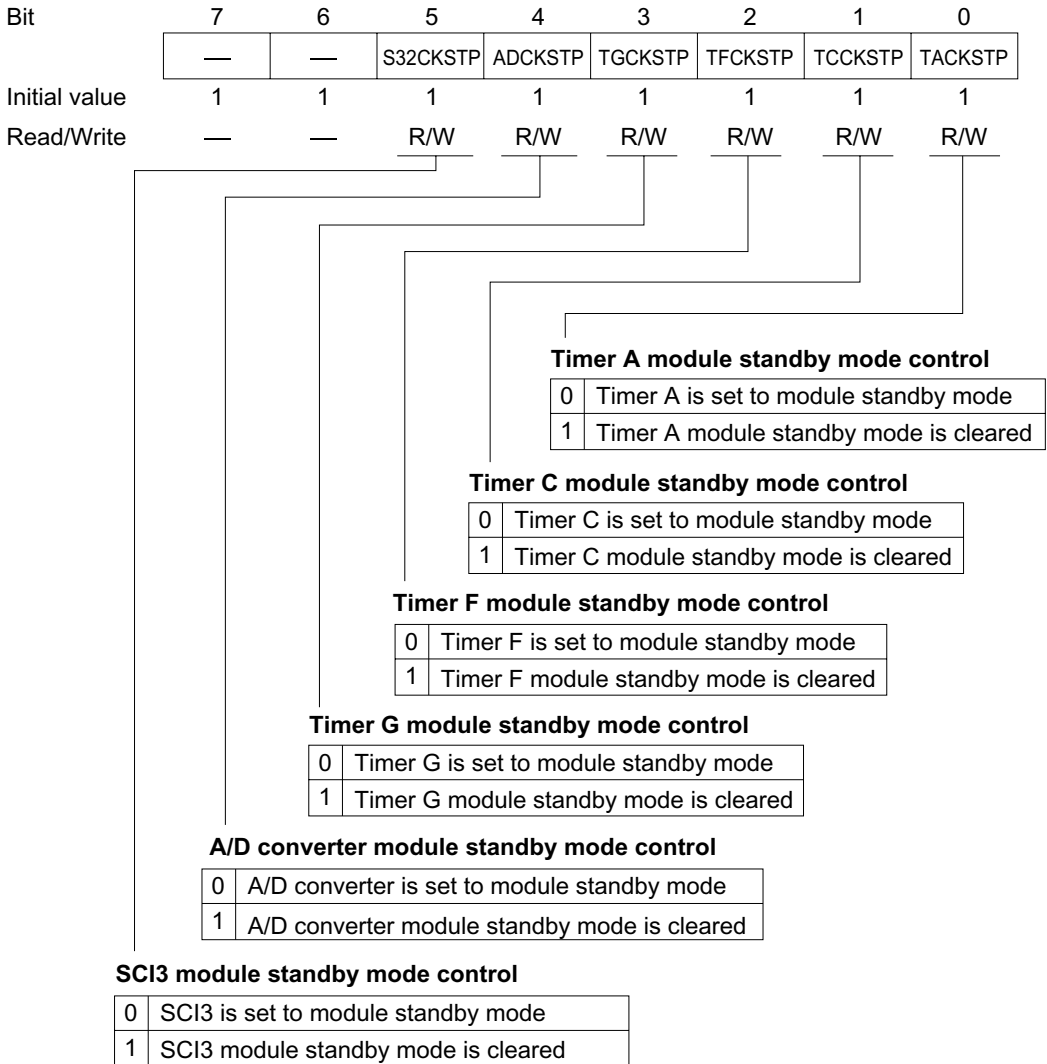 Bit 7 6 5 4 3 2 1 0
— — S32CKSTP ADCKSTP TGCKSTP TFCKSTP TCCKSTP TACKSTP
Initial value 1 1 1 1 1 1 1 1
Read/Write — — R/W R/W R/W R/W R/W R/W
Timer A module standby mode control
0 Timer A is set to module standby mode
1 Timer A module standby mode is cleared
Timer C module standby mode control
0 Timer C is set to module standby mode
1 Timer C module standby mode is cleared
Timer F module standby mode control
0 Timer F is set to module standby mode
1 Timer F module standby mode is cleared
Timer G module standby mode control
0 Timer G is set to module standby mode
1 Timer G module standby mode is cleared
A/D converter module standby mode control
0 A/D converter is set to module standby mode
1 A/D converter module standby mode is cleared
SCI3 module standby mode control
0 SCI3 is set to module standby mode
1 SCI3 module standby mode is cleared